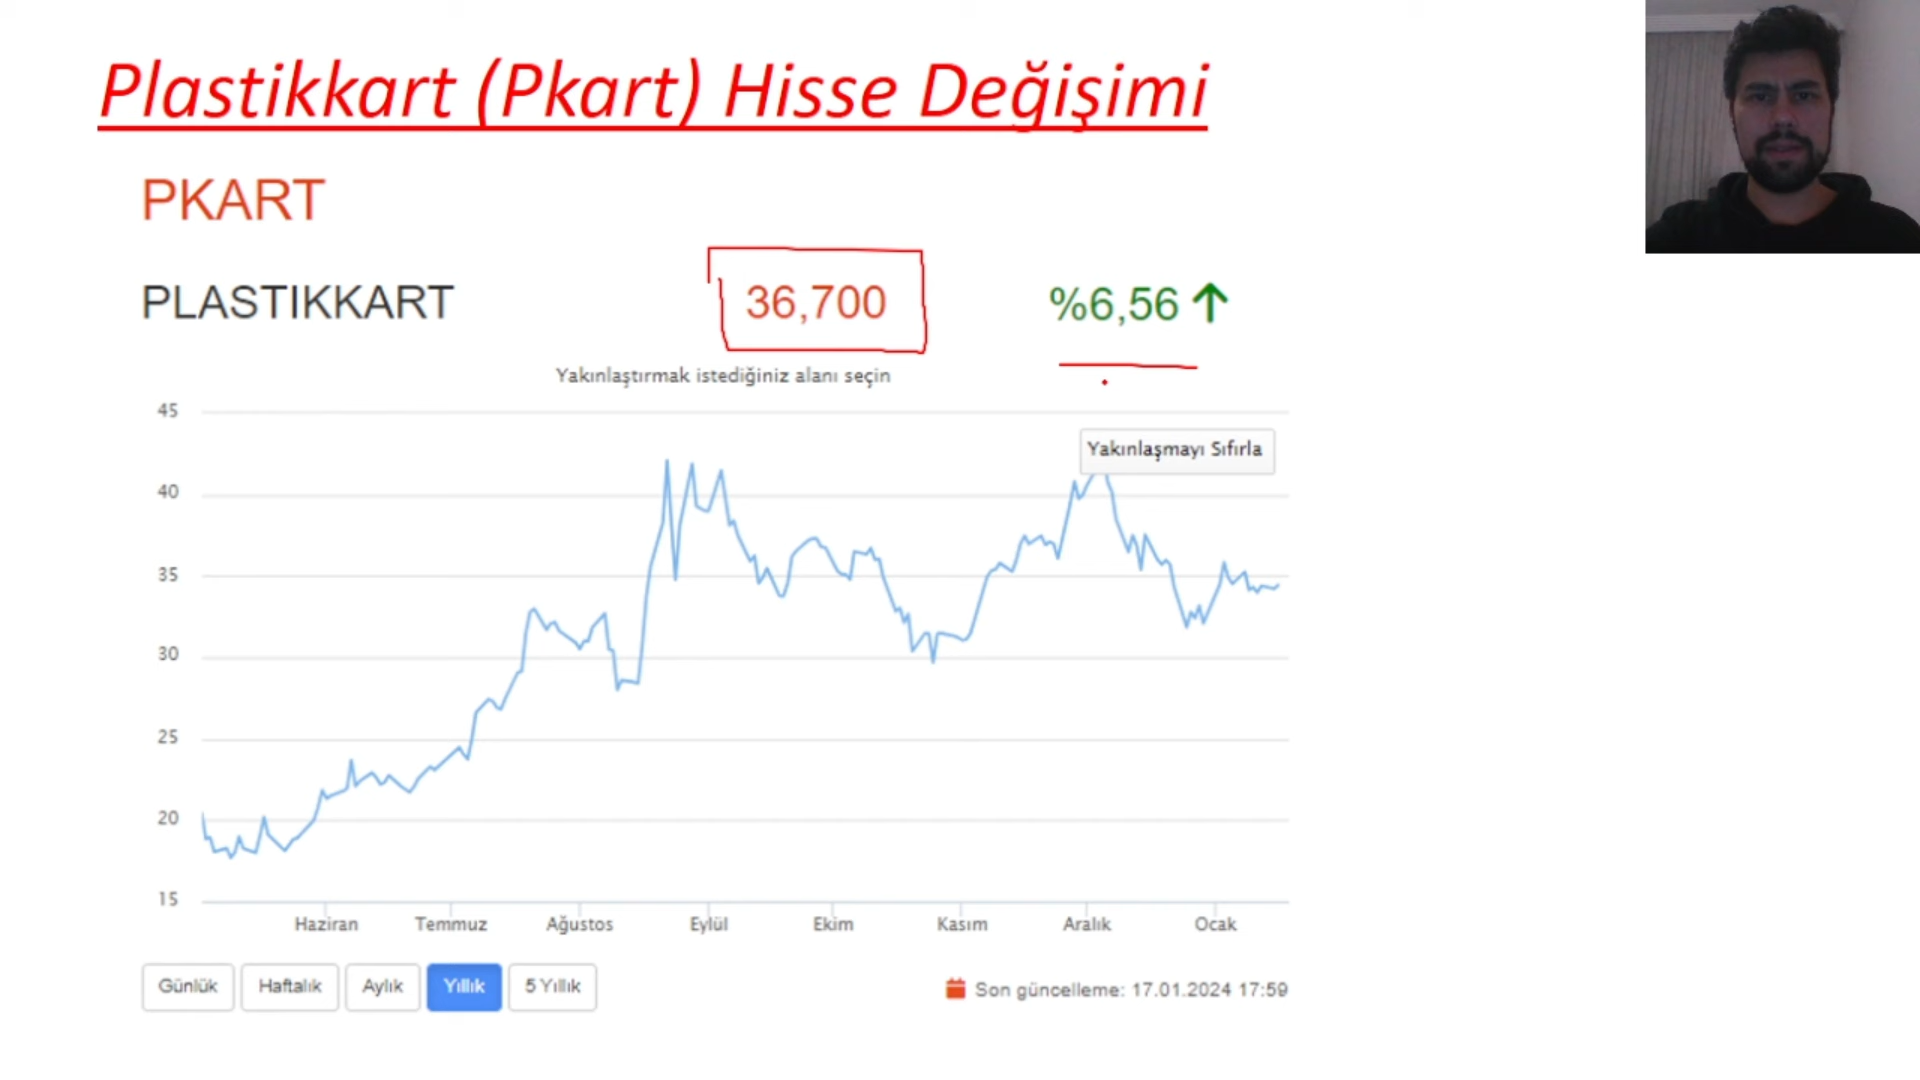 Plastikkart (Pkart) Hisse Değişimi
PKART
PLASTIKKART 36,700 %6,56
Yakınlaştırmak istediğiniz alanı seçin
Yakınlaşmayı Sıfırla
45
40
35
30
25
20
15
Haziran Temmuz Ağustos Eylül Ekim Kasım Aralık Ocak
Günlük Haftalık Aylık Yıllık 5 Yıllık
Son güncelleme: 17.01.2024 17:59